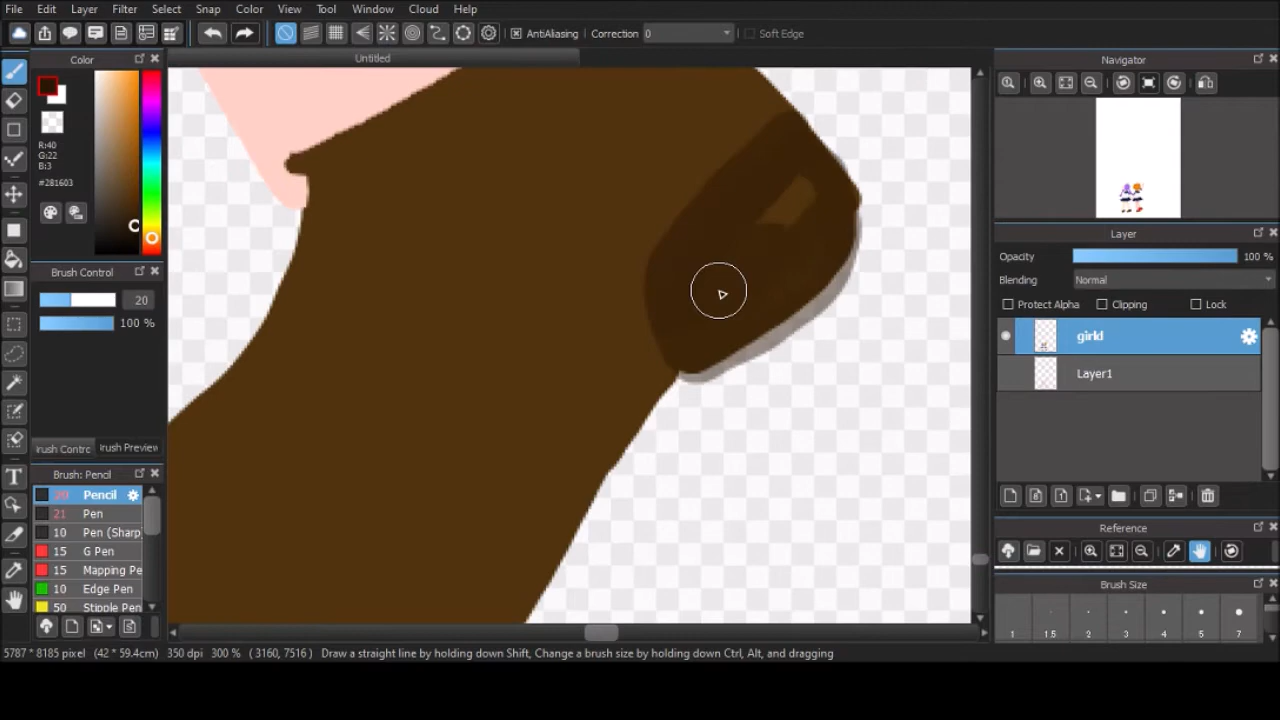 File Edit Layer Filter Select Snap Color View Tool Window Cloud Help
AntiAliasing Correction 0 Soft Edge
Color
Untitled
Navigator
R:40
G:22
B:3
#281603
Brush Control
20
100 %
Layer
Opacity 100 %
Blending Normal
Protect Alpha Clipping Lock
girld
Layer1
rush Contrc rush Preview
Brush: Pencil
20 Pencil
21 Pen
10 Pen (Sharp
15 G Pen
15 Mapping Pe
10 Edge Pen
50 Stipple Pen
Reference
Brush Size
1 1.5 2 3 4 5 7
5787 * 8185 pixel (42 * 59.4cm) 350 dpi 300 % ( 3160, 7516 ) Draw a straight line by holding down Shift, Change a brush size by holding down Ctrl, Alt, and dragging